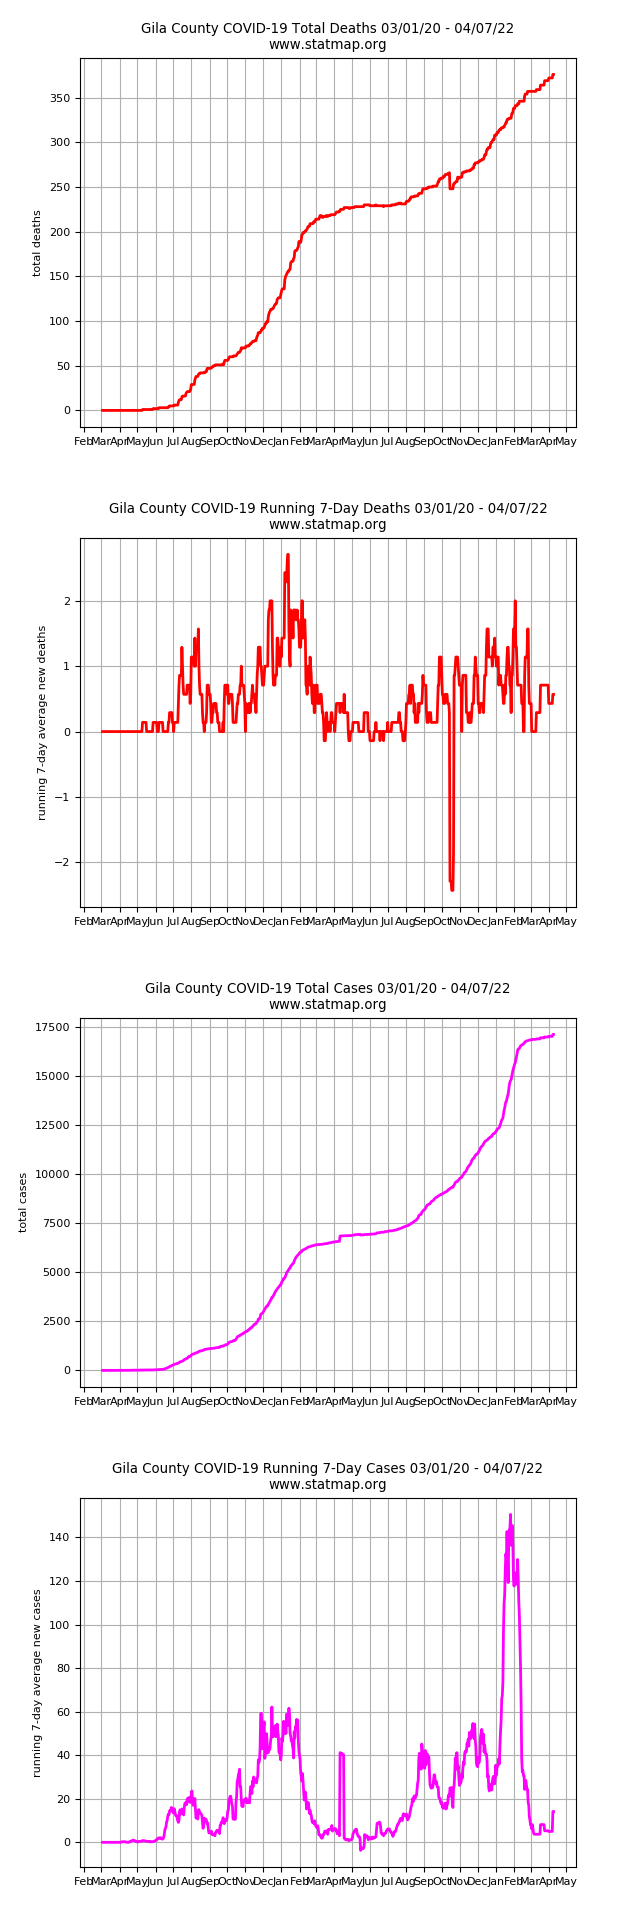 Gila County COVID-19 Total Deaths 03/01/20 - 04/07/22
www.statmap.org
total deaths
350
300
250
200
150
100
50
0
Feb Mar Apr May Jun Jul Aug Sep Oct Nov Dec Jan Feb Mar Apr May Jun Jul Aug Sep Oct Nov Dec Jan Feb Mar Apr May
Gila County COVID-19 Running 7-Day Deaths 03/01/20 - 04/07/22
www.statmap.org
running 7-day average new deaths
2
1
0
−1
−2
Feb Mar Apr May Jun Jul Aug Sep Oct Nov Dec Jan Feb Mar Apr May Jun Jul Aug Sep Oct Nov Dec Jan Feb Mar Apr May
Gila County COVID-19 Total Cases 03/01/20 - 04/07/22
www.statmap.org
total cases
17500
15000
12500
10000
7500
5000
2500
0
Feb Mar Apr May Jun Jul Aug Sep Oct Nov Dec Jan Feb Mar Apr May Jun Jul Aug Sep Oct Nov Dec Jan Feb Mar Apr May
Gila County COVID-19 Running 7-Day Cases 03/01/20 - 04/07/22
www.statmap.org
running 7-day average new cases
140
120
100
80
60
40
20
0
Feb Mar Apr May Jun Jul Aug Sep Oct Nov Dec Jan Feb Mar Apr May Jun Jul Aug Sep Oct Nov Dec Jan Feb Mar Apr May